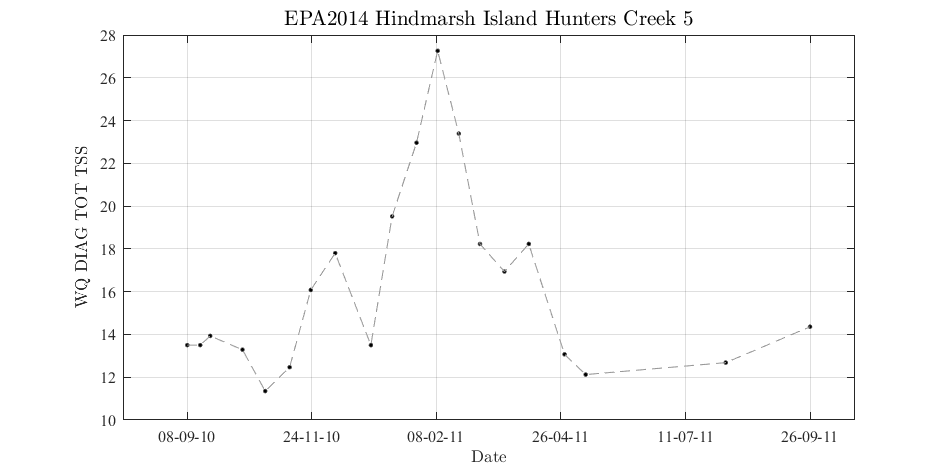 EPA2014 Hindmarsh Island Hunters Creek 5
28
26
24
22
20
18
16
14
12
10
WQ DIAG TOT TSS
08-09-10 24-11-10 08-02-11 26-04-11 11-07-11 26-09-11
Date